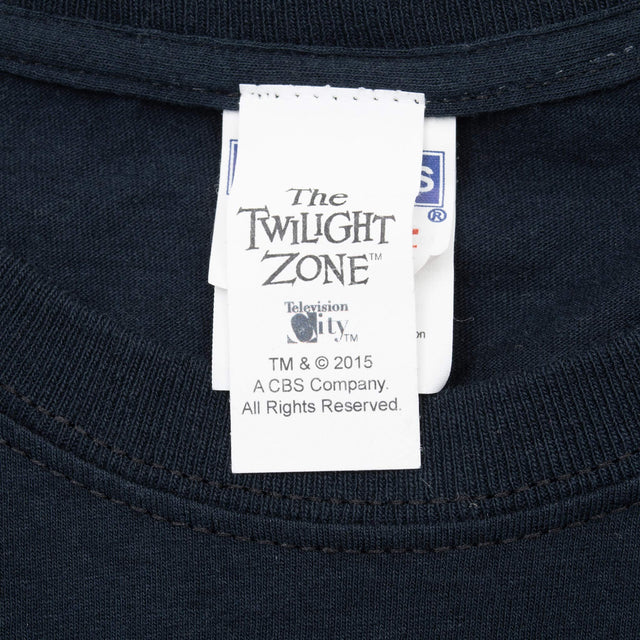 The
TWILIGHT
ZONE™
Television
City™
TM & © 2015
A CBS Company.
All Rights Reserved.
S
®
E